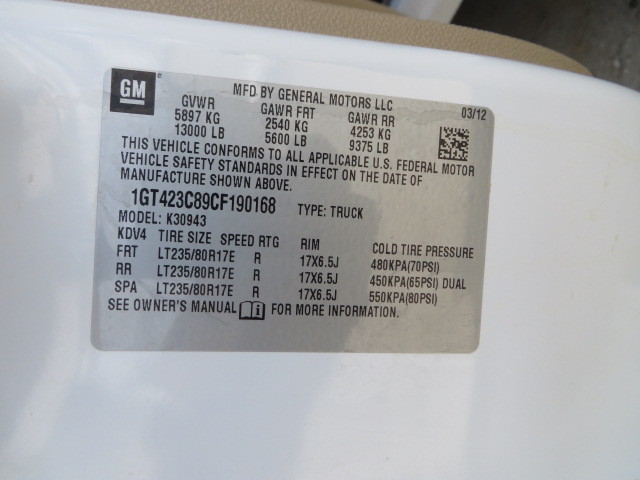 GM ®
MFD BY GENERAL MOTORS LLC
03/12
GVWR GAWR FRT GAWR RR
5897 KG 2540 KG 4253 KG
13000 LB 5600 LB 9375 LB
THIS VEHICLE CONFORMS TO ALL APPLICABLE U.S. FEDERAL MOTOR
VEHICLE SAFETY STANDARDS IN EFFECT ON THE DATE OF
MANUFACTURE SHOWN ABOVE.
1GT423C89CF190168 TYPE: TRUCK
MODEL: K30943
KDV4 TIRE SIZE SPEED RTG RIM COLD TIRE PRESSURE
FRT LT235/80R17E R 17X6.5J 480KPA(70PSI)
RR LT235/80R17E R 17X6.5J 450KPA(65PSI) DUAL
SPA LT235/80R17E R 17X6.5J 550KPA(80PSI)
SEE OWNER'S MANUAL FOR MORE INFORMATION.